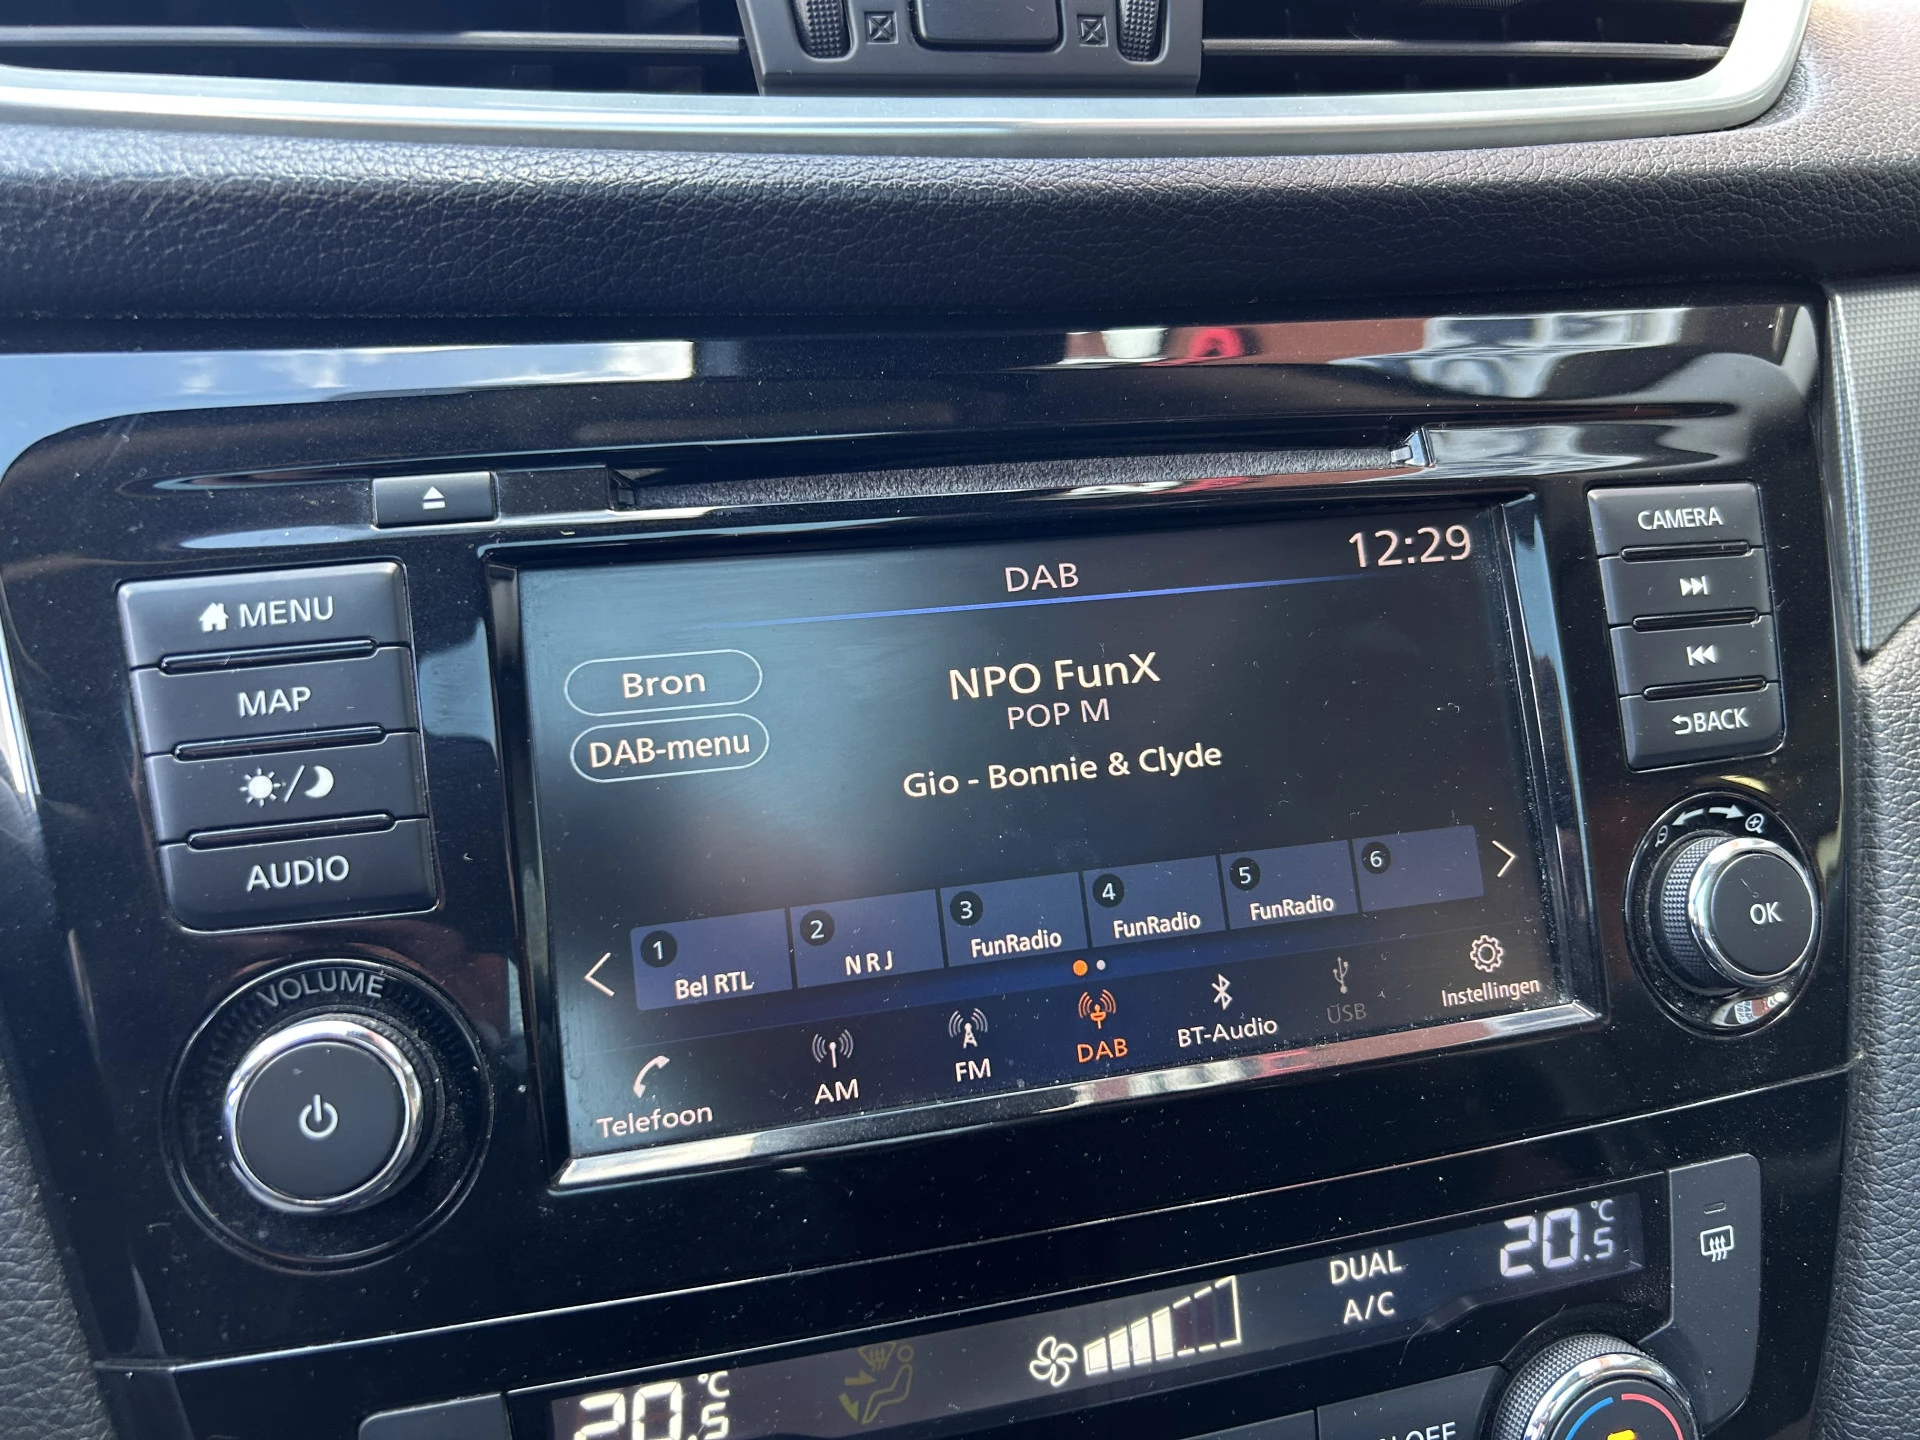 CAMERA
MENU
MAP
AUDIO
VOLUME
BACK
OK
DAB
12:29
Bron
DAB-menu
NPO FunX
POP M
Gio - Bonnie & Clyde
1
Bel RTL
2
NRJ
3
FunRadio
4
FunRadio
5
FunRadio
6
Telefoon
AM
FM
DAB
BT-Audio
USB
Instellingen
20.5 °C
DUAL
A/C
20.5 °C